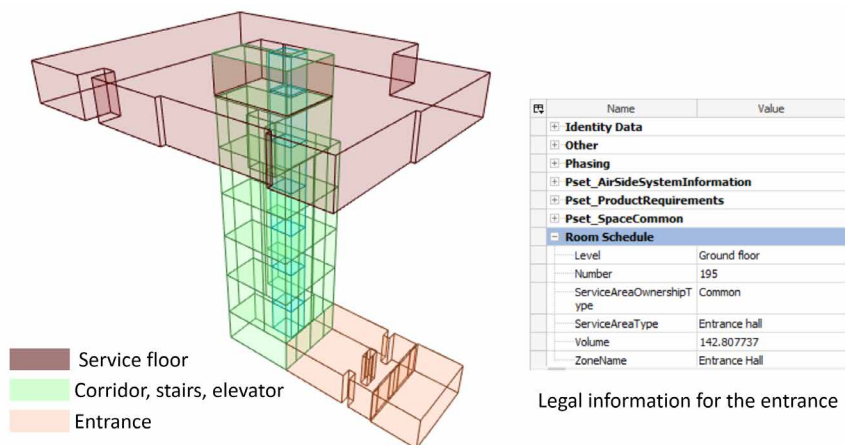 Name Value
Identity Data
Other
Phasing
Pset_AirSideSystemInformation
Pset_ProductRequirements
Pset_SpaceCommon
Room Schedule
Level Ground floor
Number 195
ServiceAreaOwnershipT Common
ype
ServiceAreaType Entrance hall
Volume 142.807737
ZoneName Entrance Hall
Service floor
Corridor, stairs, elevator
Entrance
Legal information for the entrance